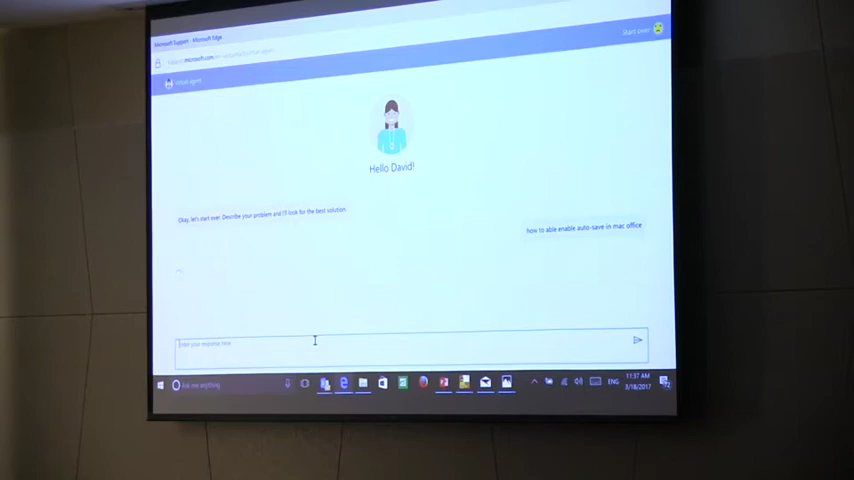 Microsoft Support - Microsoft Edge
microsoft.com
Start over
Virtual agent
Hello David!
Okay, let's start over. Describe your problem and I'll look for the best solution.
how to able enable auto-save in mac office
Enter your response here
Ask me anything
ENG
11:37 AM
3/18/2017